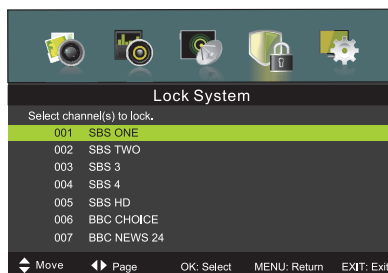 Lock System
Select channel(s) to lock.
001 SBS ONE
002 SBS TWO
003 SBS 3
004 SBS 4
005 SBS HD
006 BBC CHOICE
007 BBC NEWS 24
Move Page OK: Select MENU: Return EXIT: Exit